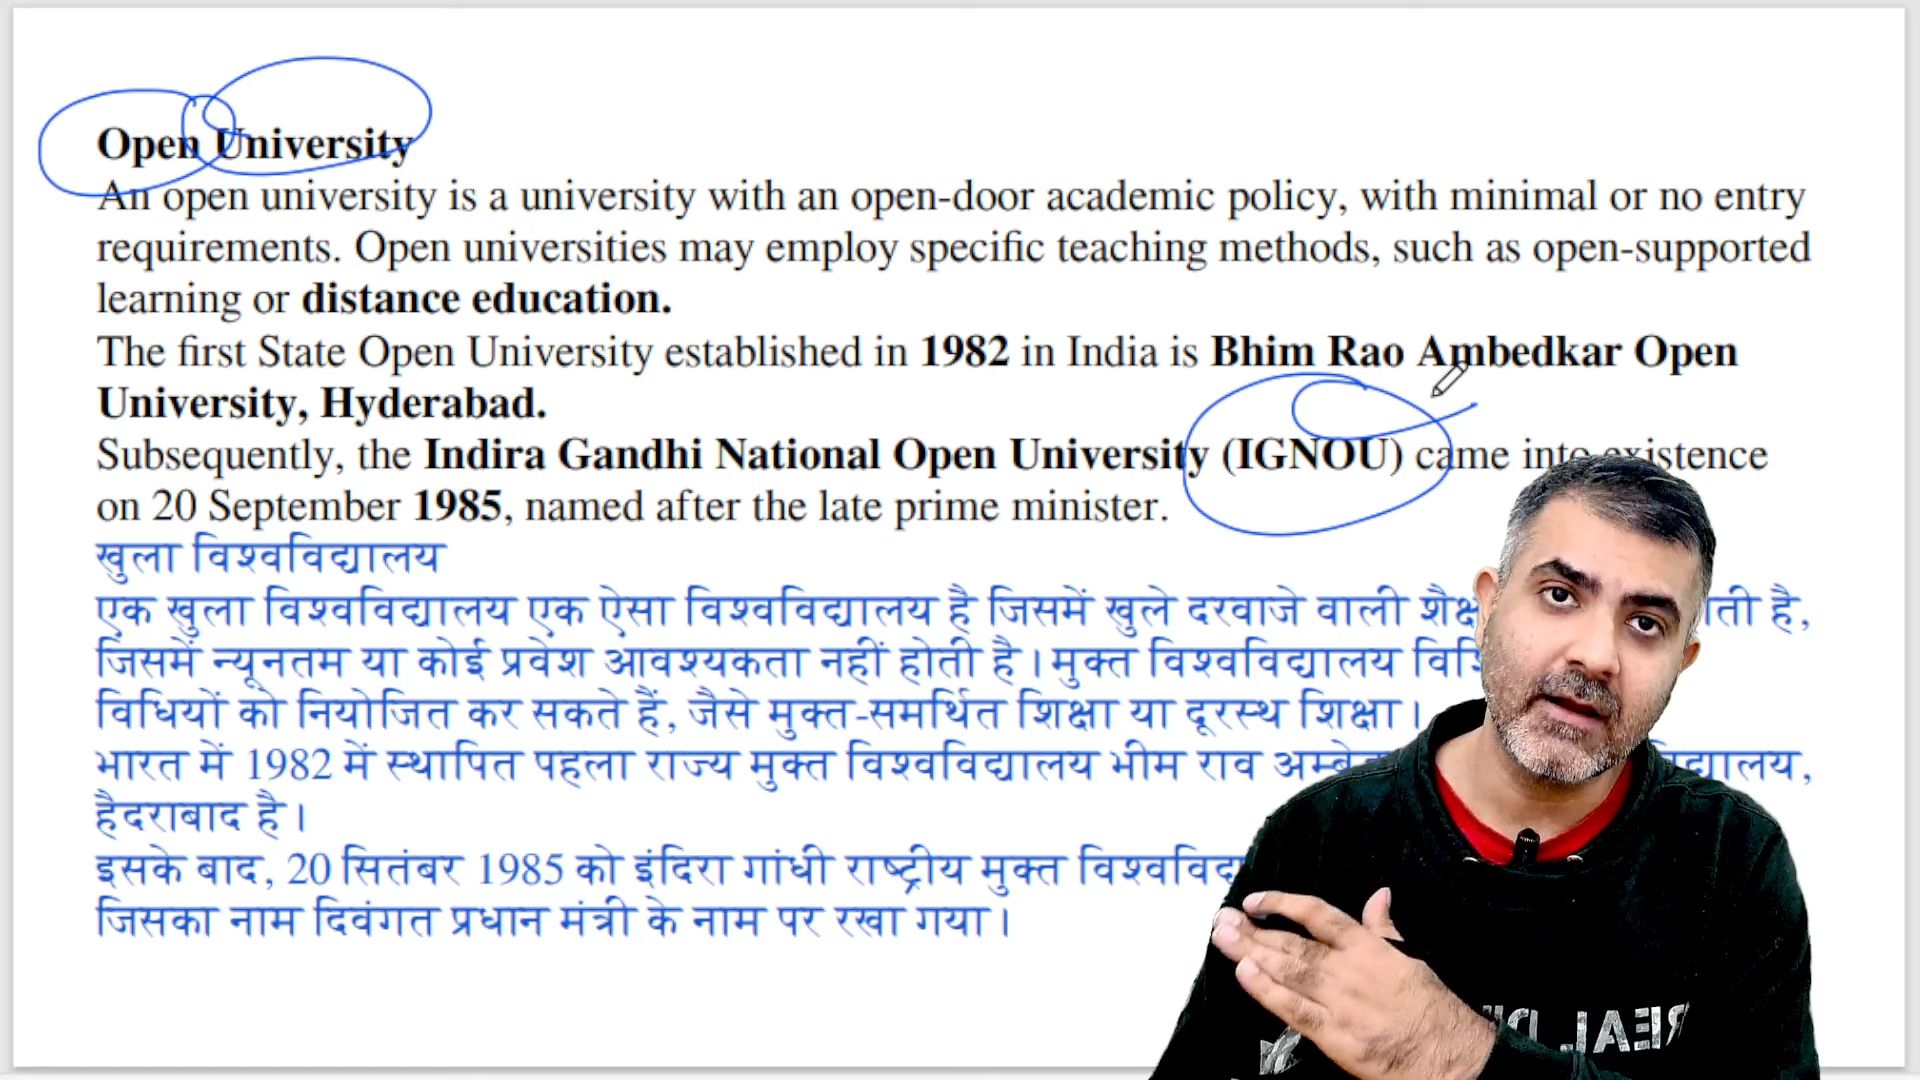 Open University
An open university is a university with an open-door academic policy, with minimal or no entry
requirements. Open universities may employ specific teaching methods, such as open-supported
learning or distance education.
The first State Open University established in 1982 in India is Bhim Rao Ambedkar Open
University, Hyderabad.
Subsequently, the Indira Gandhi National Open University (IGNOU) came into existence
on 20 September 1985, named after the late prime minister.
खुला विश्वविद्यालय
एक खुला विश्वविद्यालय एक ऐसा विश्वविद्यालय है जिसमें खुले दरवाजे वाली है,
जिसमें न्यूनतम या कोई प्रवेश आवश्यकता नहीं होती है। मुक्त विश्वविद्यालय
विधियों को नियोजित कर सकते हैं, जैसे मुक्त-समर्थित शिक्षा या दूरस्थ शिक्षा।
भारत में 1982 में स्थापित पहला राज्य मुक्त विश्वविद्यालय भीम राव
हैदराबाद है।
इसके बाद, 20 सितंबर 1985 को इंदिरा गांधी राष्ट्रीय मुक्त
जिसका नाम दिवंगत प्रधान मंत्री के नाम पर रखा गया।
REAL